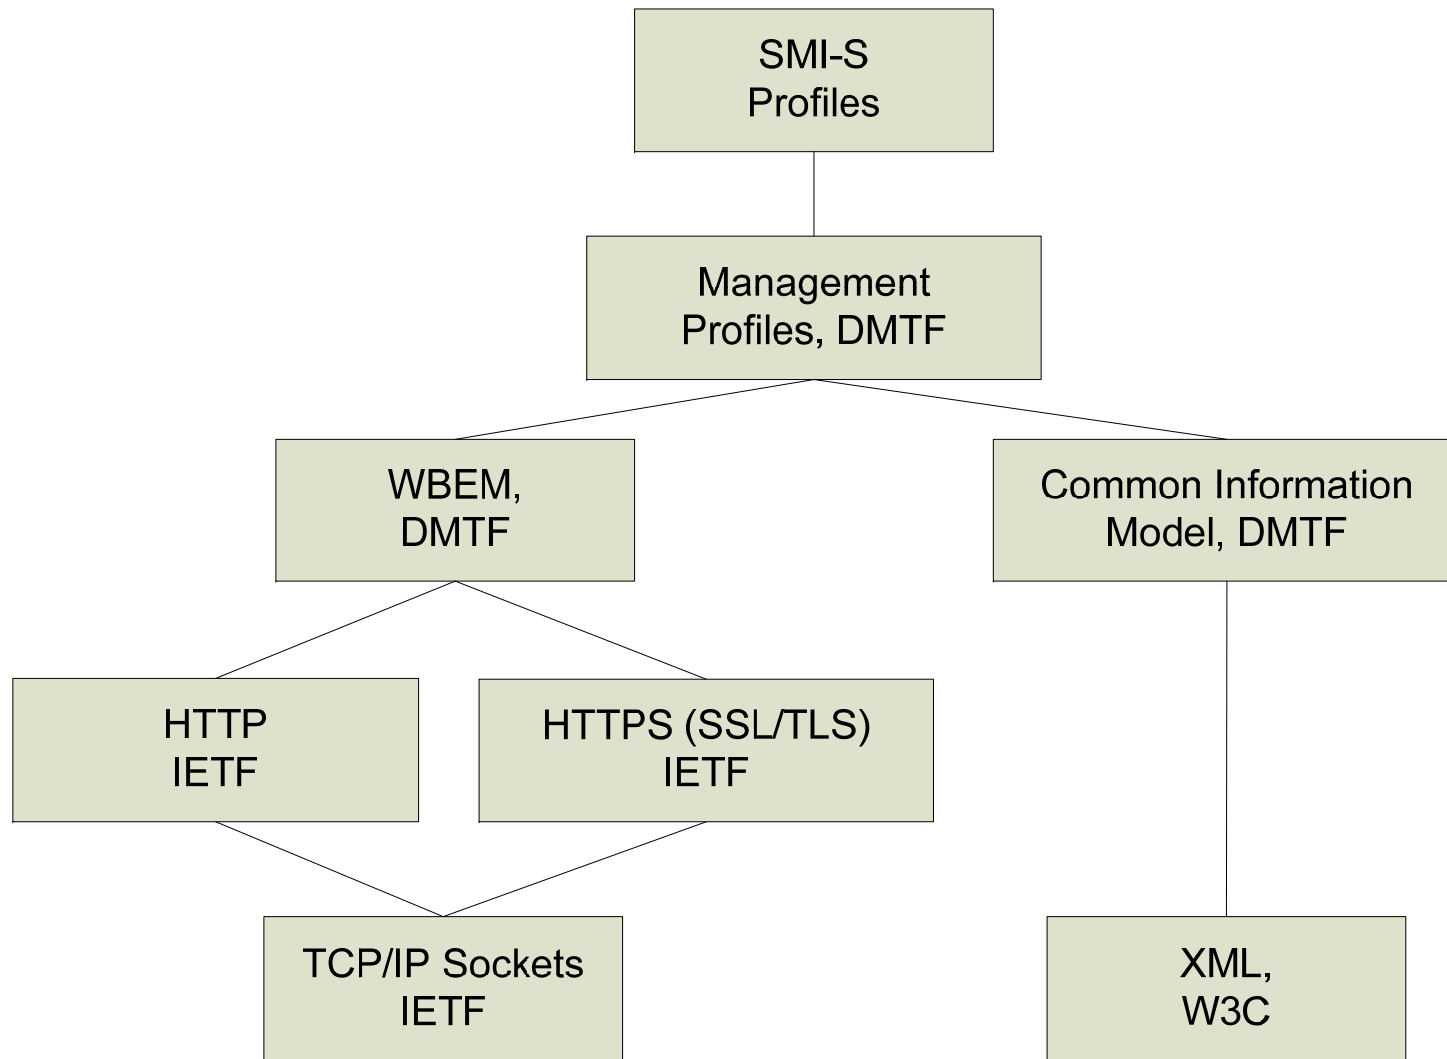 SMI-S
Profiles
Management
Profiles, DMTF
WBEM,
DMTF
Common Information
Model, DMTF
HTTP
IETF
HTTPS (SSL/TLS)
IETF
TCP/IP Sockets
IETF
XML,
W3C